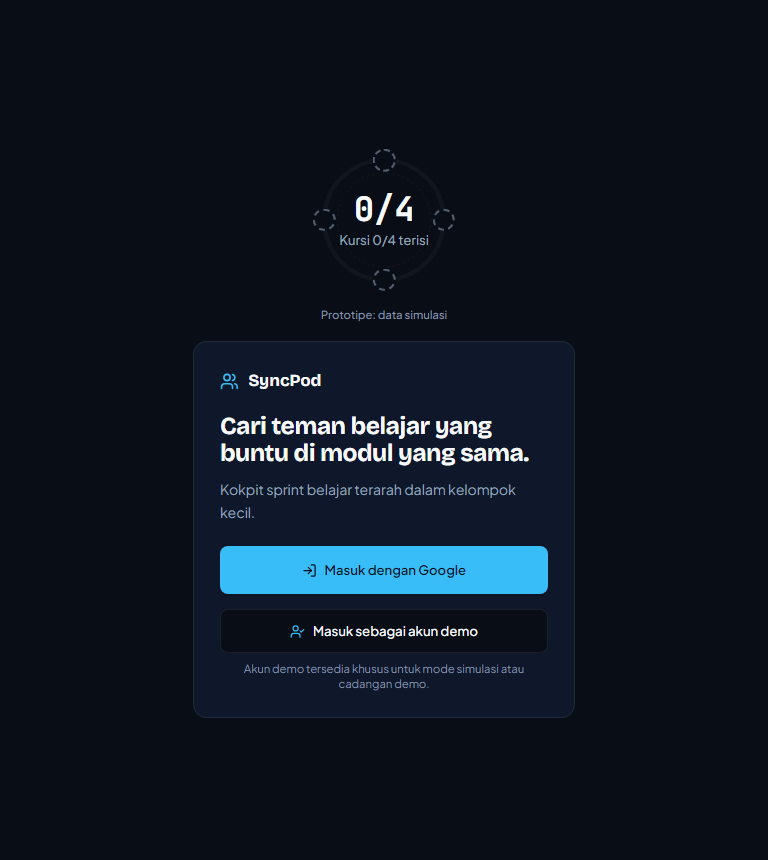 0/4
Kursi 0/4 terisi
Prototipe: data simulasi
SyncPod
Cari teman belajar yang
buntu di modul yang sama.
Kokpit sprint belajar terarah dalam kelompok
kecil.
Masuk dengan Google
Masuk sebagai akun demo
Akun demo tersedia khusus untuk mode simulasi atau
cadangan demo.